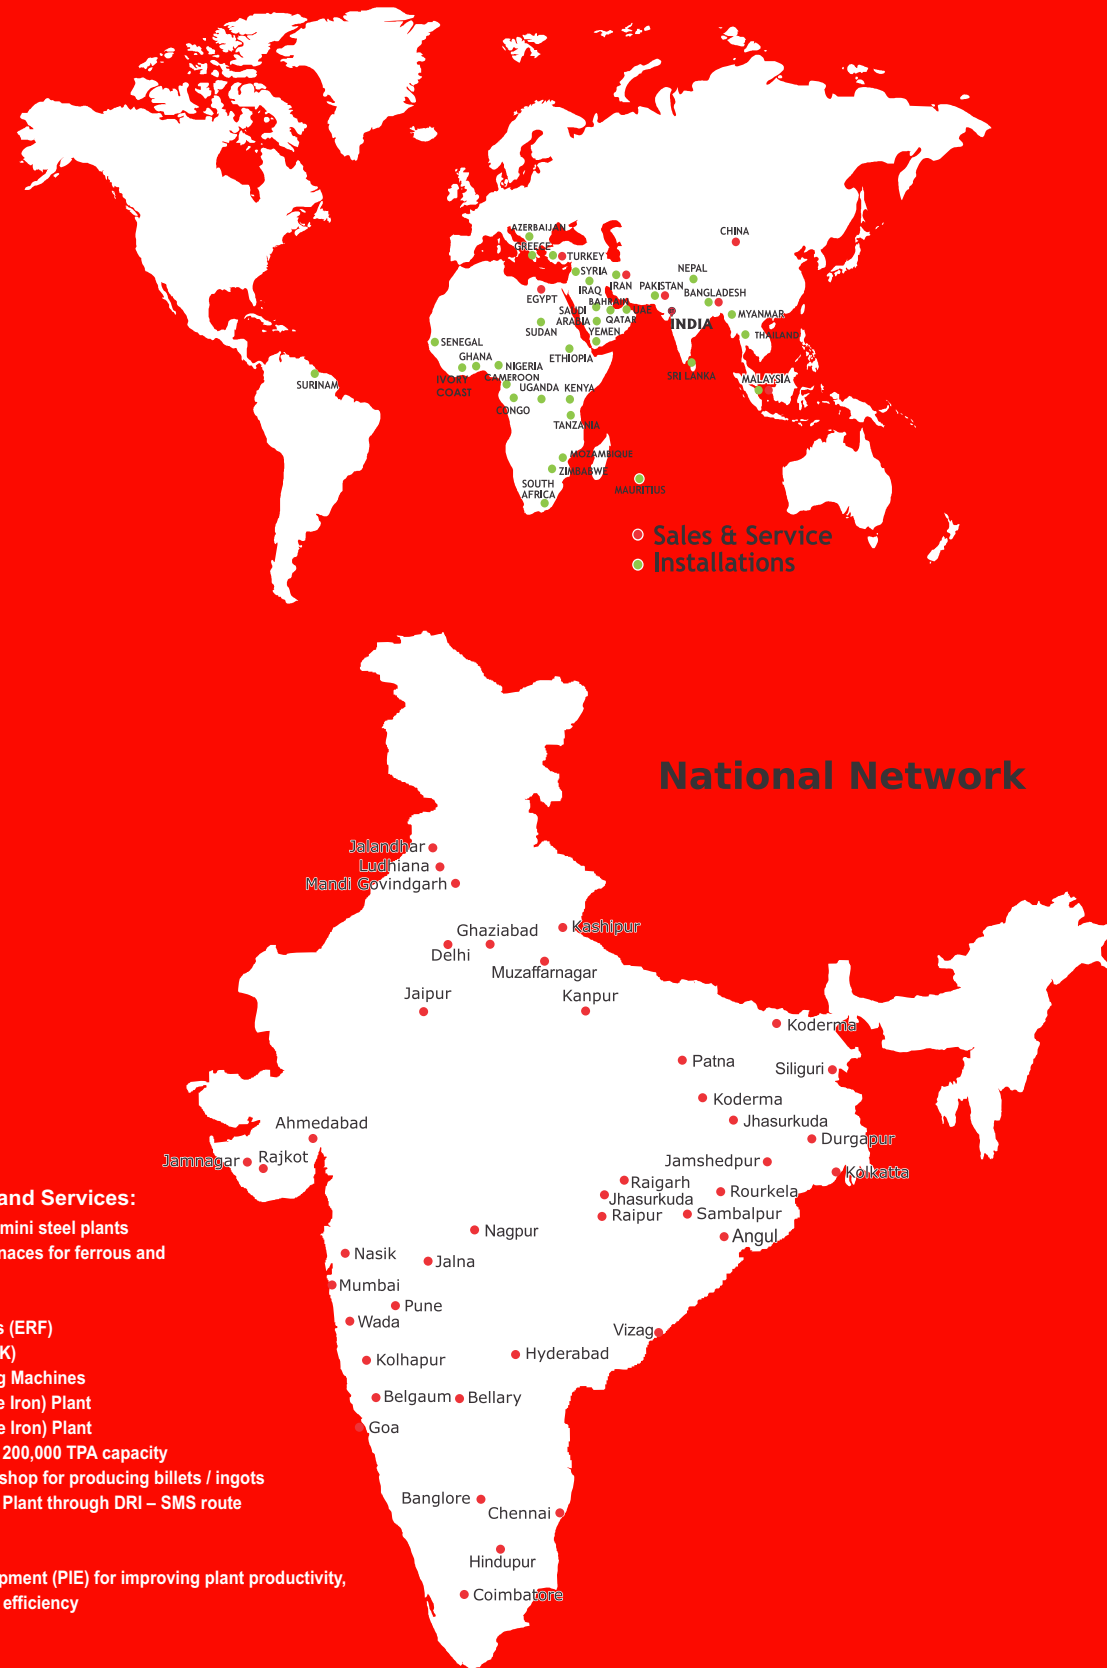 AZERBAIJAN
GREECE
TURKEY
CHINA
SYRIA
NEPAL
IRAQ
IRAN
PAKISTAN
BANGLADESH
EGYPT
SAUDI
ARABIA
BAHRAIN
QATAR
UAE
INDIA
MYANMAR
SUDAN
YEMEN
THAILAND
SENEGAL
GHANA
NIGERIA
ETHIOPIA
IVORY
COAST
CAMEROON
SRI LANKA
MALAYSIA
SURINAM
UGANDA
KENYA
CONGO
TANZANIA
MOZAMBIQUE
ZIMBABWE
SOUTH
AFRICA
MAURITIUS
Sales & Service
Installations
National Network
Jalandhar
Ludhiana
Mandi Govindgarh
Ghaziabad
Kashipur
Delhi
Muzaffarnagar
Jaipur
Kanpur
Koderma
Patna
Siliguri
Koderma
Jhasurkuda
Ahmedabad
Durgapur
Jamnagar
Rajkot
Jamshedpur
Kolkatta
Raigarh
Jhasurkuda
Rourkela
Raipur
Sambalpur
Nagpur
Angul
Nasik
Jalna
Mumbai
Pune
Wada
Vizag
Kolhapur
Hyderabad
Belgaum
Bellary
Goa
Banglore
Chennai
Hindupur
Coimbatore
and Services:
mini steel plants
naces for ferrous and
s (ERF)
K)
g Machines
e Iron) Plant
e Iron) Plant
200,000 TPA capacity
shop for producing billets / ingots
Plant through DRI – SMS route
pment (PIE) for improving plant productivity,
efficiency